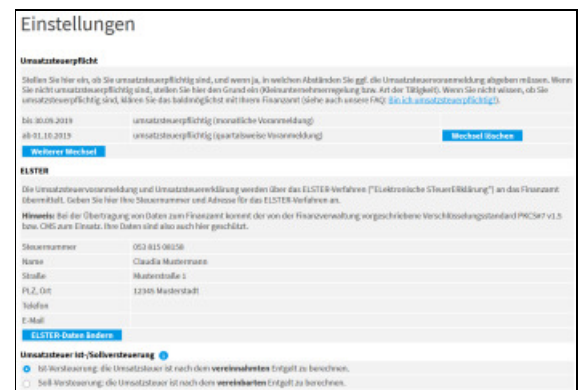 Einstellungen
Umsatzsteuerpflicht
Stellen Sie hier ein, ob Sie umsatzsteuerpflichtig sind, und wenn ja, in welchen Abständen Sie ggf. die Umsatzsteuervoranmeldung abgeben müssen. Wenn
Sie nicht umsatzsteuerpflichtig sind, stellen Sie hier den Grund ein (Kleinunternehmerregelung bzw. Art der Tätigkeit). Wenn Sie nicht wissen, ob Sie
umsatzsteuerpflichtig sind, klären Sie das baldmöglichst mit Ihrem Finanzamt (siehe auch unsere FAQ: Bin ich umsatzsteuerpflichtig?).
bis 30.09.2019 umsatzsteuerpflichtig (monatliche Voranmeldung)
ab 01.10.2019 umsatzsteuerpflichtig (quartalsweise Voranmeldung) Wechsel löschen
Weiterer Wechsel
ELSTER
Die Umsatzsteuervoranmeldung und Umsatzsteuererklärung werden über das ELSTER-Verfahren ("ELektronische STeuerERklärung") an das Finanzamt
übermittelt. Geben Sie hier Ihre Steuernummer und Adresse für das ELSTER-Verfahren an.
Hinweis: Bei der Übertragung von Daten zum Finanzamt kommt der von der Finanzverwaltung vorgeschriebene Verschlüsselungsstandard PKCS#7 v1.5
bzw. CMS zum Einsatz. Ihre Daten sind also auch hier geschützt.
Steuernummer 053 815 08158
Name Claudia Mustermann
Straße Musterstraße 1
PLZ, Ort 12345 Musterstadt
Telefon
E-Mail
ELSTER-Daten ändern
Umsatzsteuer Ist-/Sollversteuerung
Ist-Versteuerung: die Umsatzsteuer ist nach dem vereinnahmten Entgelt zu berechnen.
Soll-Versteuerung: die Umsatzsteuer ist nach dem vereinbarten Entgelt zu berechnen.